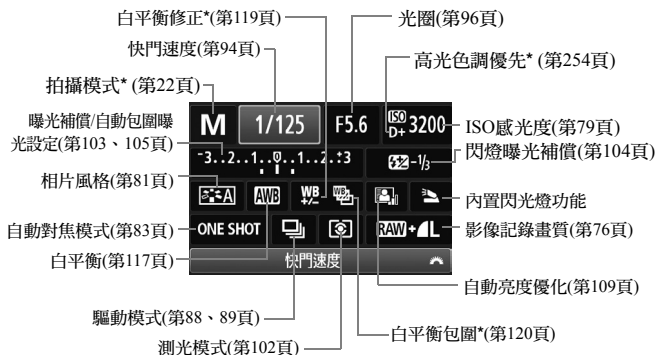 白平衡修正*(第119頁)
光圈(第96頁)
快門速度(第94頁)
高光色調優先* (第254頁)
拍攝模式* (第22頁)
曝光補償/自動包圍曝
光設定(第103、105頁)
M 1/125 F5.6 ISO D+ 3200
ISO感光度(第79頁)
-3..2..1..0..1..2..+3 -1/3
閃燈曝光補償(第104頁)
相片風格(第81頁)
A AWB WB +/- WB
內置閃光燈功能
自動對焦模式(第83頁)
ONE SHOT RAW+L
影像記錄畫質(第76頁)
白平衡(第117頁)
快門速度
自動亮度優化(第109頁)
驅動模式(第88、89頁)
白平衡包圍*(第120頁)
測光模式(第102頁)